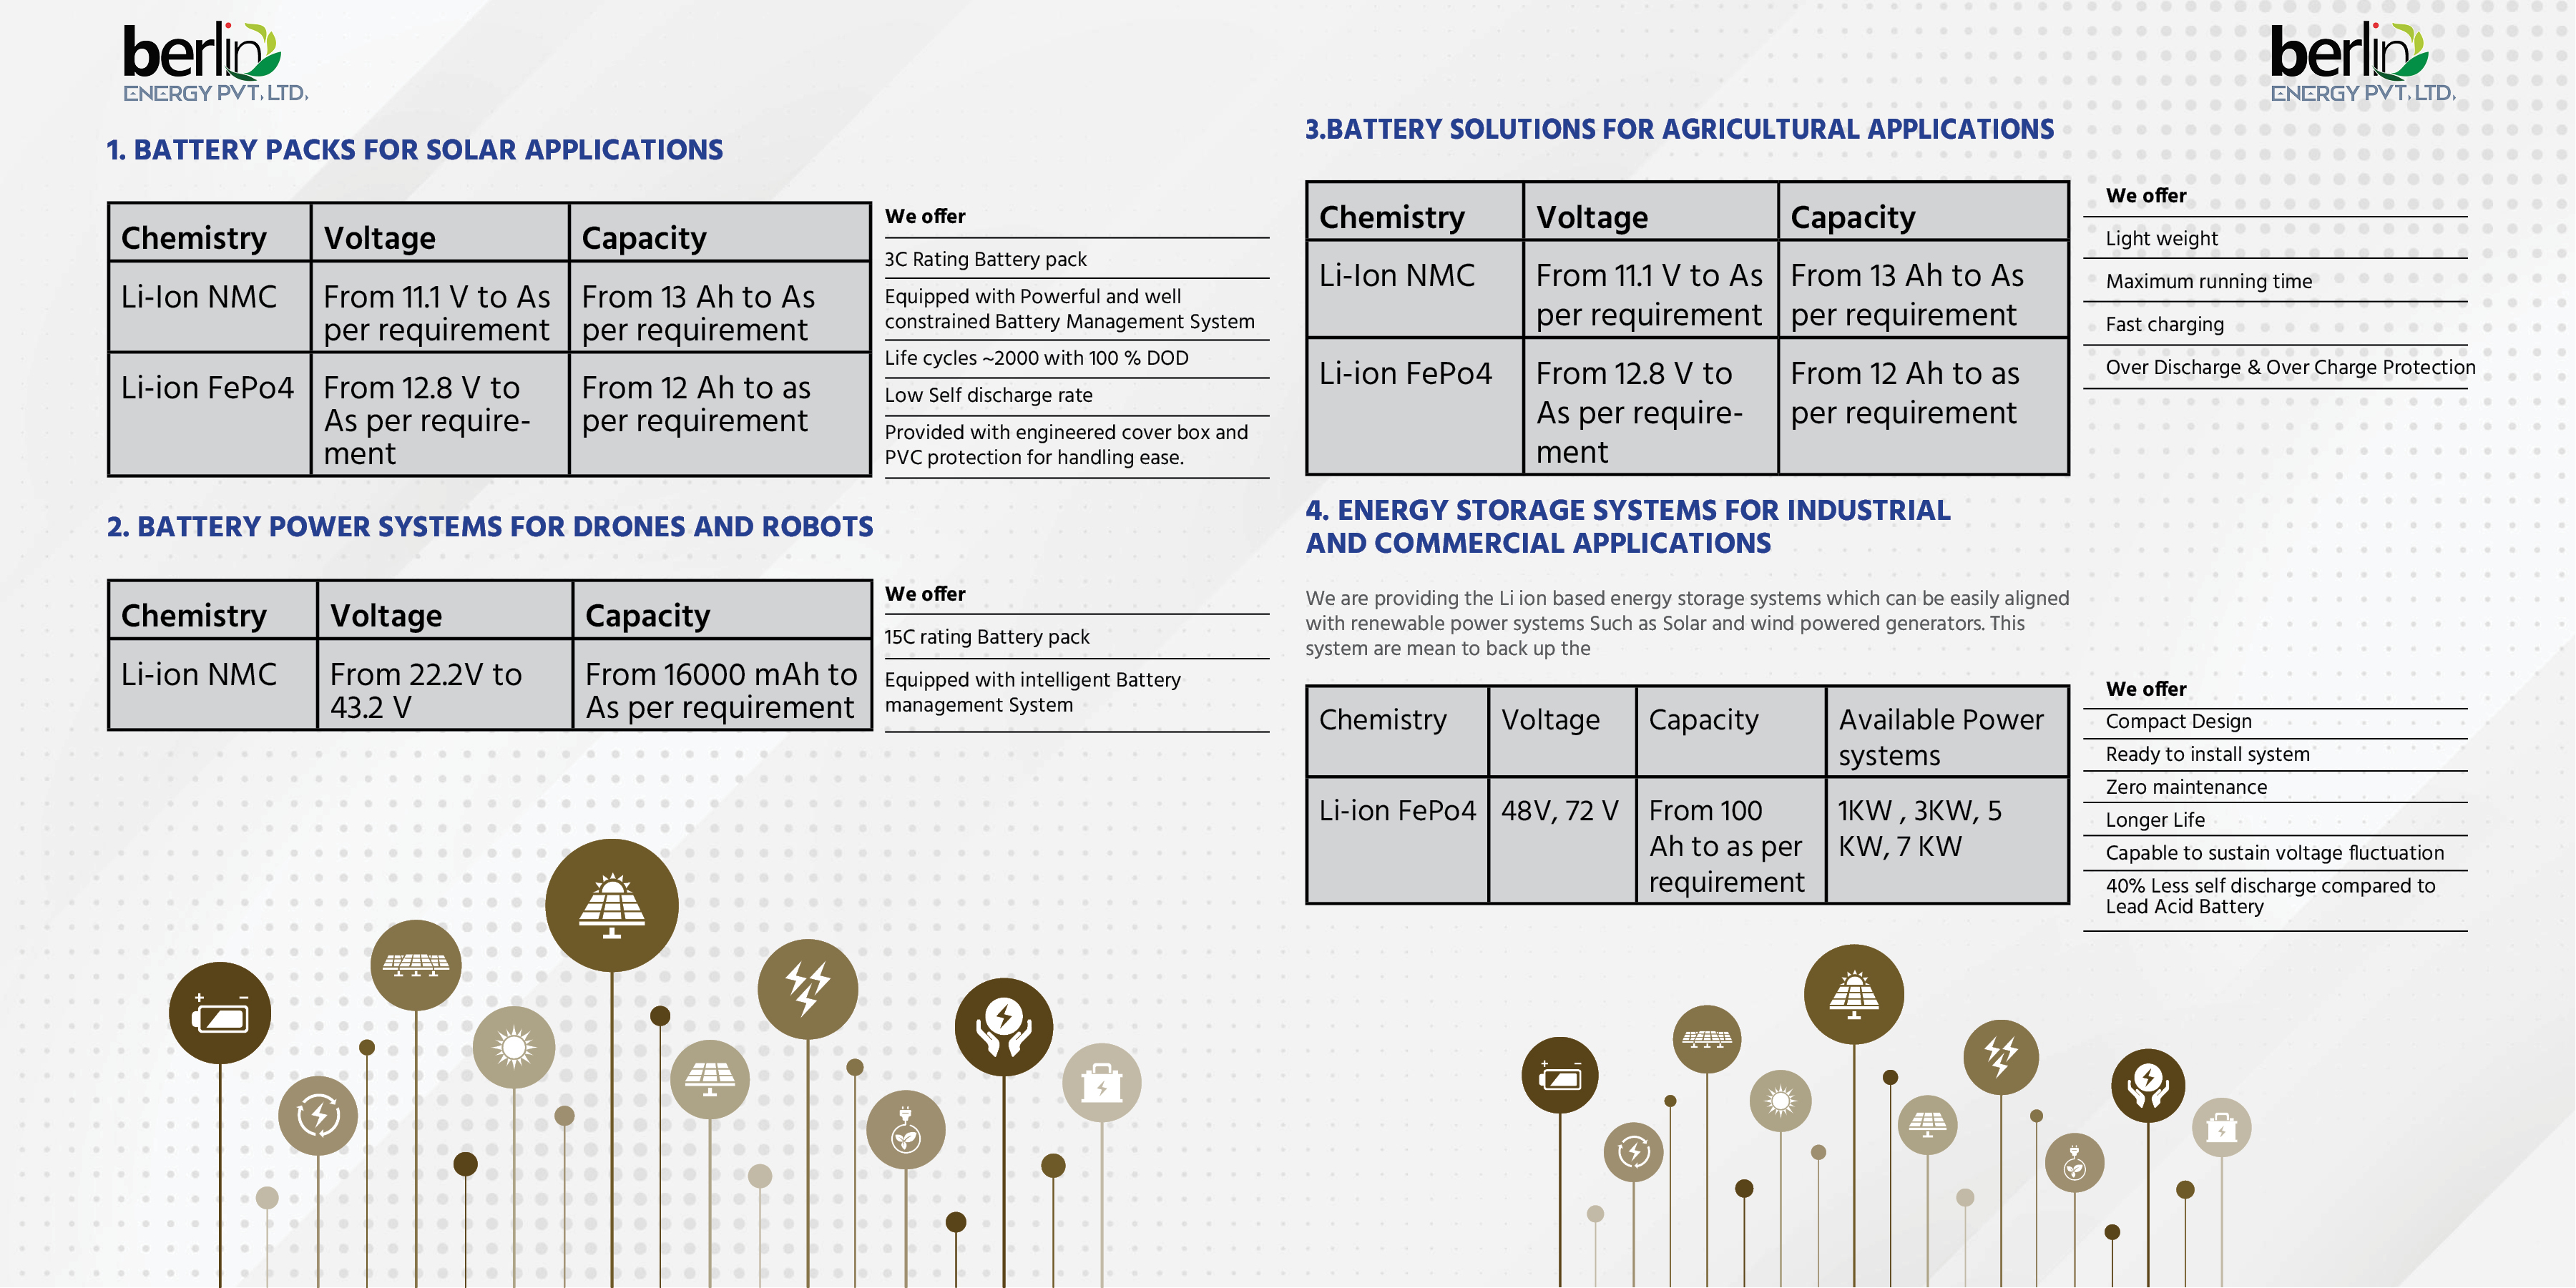 berlin
ENERGY PVT. LTD.
1. BATTERY PACKS FOR SOLAR APPLICATIONS
Chemistry Voltage Capacity
Li-Ion NMC From 11.1 V to As From 13 Ah to As
per requirement per requirement
Li-ion FePo4 From 12.8 V to From 12 Ah to as
As per require- per requirement
ment
We offer
3C Rating Battery pack
Equipped with Powerful and well
constrained Battery Management System
Life cycles ~2000 with 100 % DOD
Low Self discharge rate
Provided with engineered cover box and
PVC protection for handling ease.
2. BATTERY POWER SYSTEMS FOR DRONES AND ROBOTS
Chemistry Voltage Capacity
Li-ion NMC From 22.2V to From 16000 mAh to
43.2 V As per requirement
We offer
15C rating Battery pack
Equipped with intelligent Battery
management System
berlin
ENERGY PVT. LTD.
3.BATTERY SOLUTIONS FOR AGRICULTURAL APPLICATIONS
Chemistry Voltage Capacity
Li-Ion NMC From 11.1 V to As From 13 Ah to As
per requirement per requirement
Li-ion FePo4 From 12.8 V to From 12 Ah to as
As per require- per requirement
ment
We offer
Light weight
Maximum running time
Fast charging
Over Discharge & Over Charge Protection
4. ENERGY STORAGE SYSTEMS FOR INDUSTRIAL
AND COMMERCIAL APPLICATIONS
We are providing the Li ion based energy storage systems which can be easily aligned
with renewable power systems Such as Solar and wind powered generators. This
system are mean to back up the
Chemistry Voltage Capacity Available Power
systems
Li-ion FePo4 48V, 72 V From 100 1KW , 3KW, 5
Ah to as per KW, 7 KW
requirement
We offer
Compact Design
Ready to install system
Zero maintenance
Longer Life
Capable to sustain voltage fluctuation
40% Less self discharge compared to
Lead Acid Battery